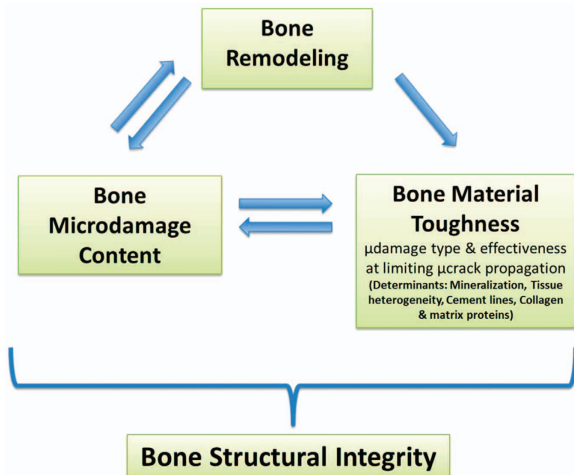 Bone
Remodeling
Bone
Microdamage
Content
Bone Material
Toughness
µdamage type & effectiveness
at limiting µcrack propagation
(Determinants: Mineralization, Tissue
heterogeneity, Cement lines, Collagen
& matrix proteins)
Bone Structural Integrity